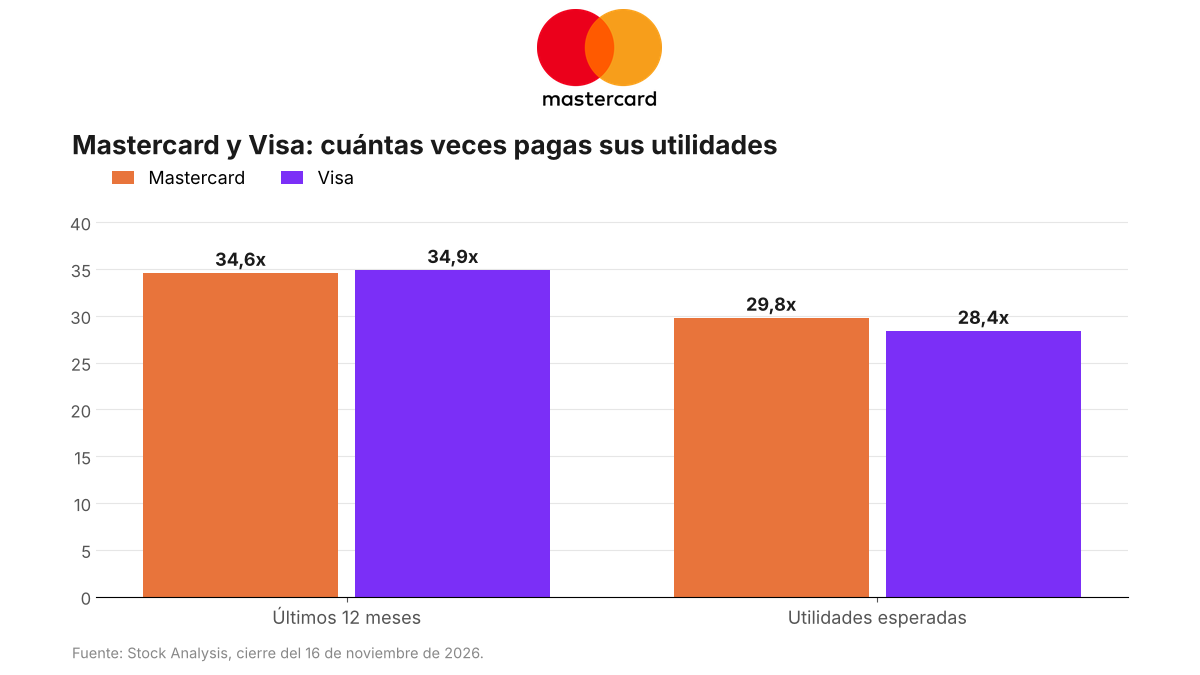 mastercard
Mastercard y Visa: cuántas veces pagas sus utilidades
Mastercard Visa
40
35
30
25
20
15
10
5
0
34,6x 34,9x 29,8x 28,4x
Últimos 12 meses Utilidades esperadas
Fuente: Stock Analysis, cierre del 16 de noviembre de 2026.